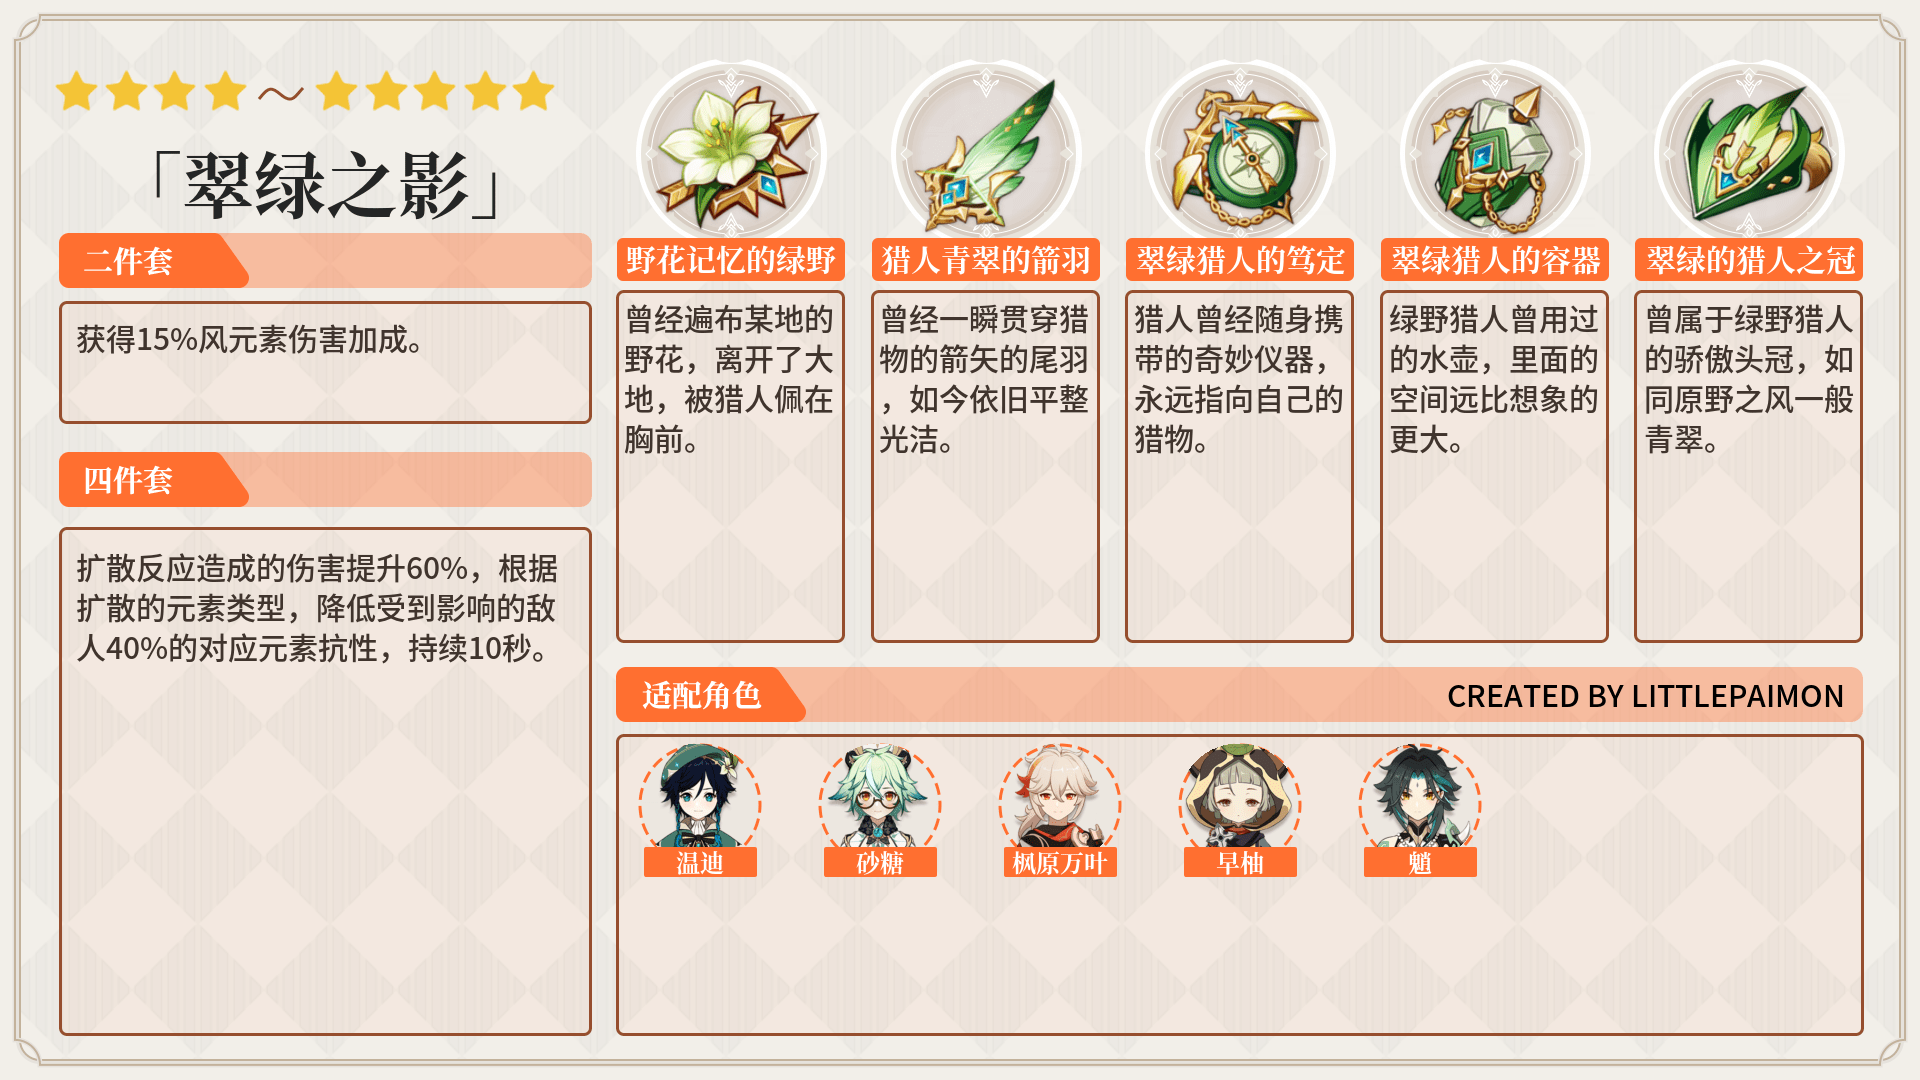 「翠绿之影」
二件套
获得15%风元素伤害加成。
四件套
扩散反应造成的伤害提升60%，根据
扩散的元素类型，降低受到影响的敌
人40%的对应元素抗性，持续10秒。
野花记忆的绿野
曾经遍布某地的
野花，离开了大
地，被猎人佩在
胸前。
猎人青翠的箭羽
曾经一瞬贯穿猎
物的箭矢的尾羽
，如今依旧平整
光洁。
翠绿猎人的笃定
猎人曾经随身携
带的奇妙仪器，
永远指向自己的
猎物。
翠绿猎人的容器
绿野猎人曾用过
的水壶，里面的
空间远比想象的
更大。
翠绿的猎人之冠
曾属于绿野猎人
的骄傲头冠，如
同原野之风一般
青翠。
适配角色
CREATED BY LITTLEPAIMON
温迪
砂糖
枫原万叶
早柚
魈